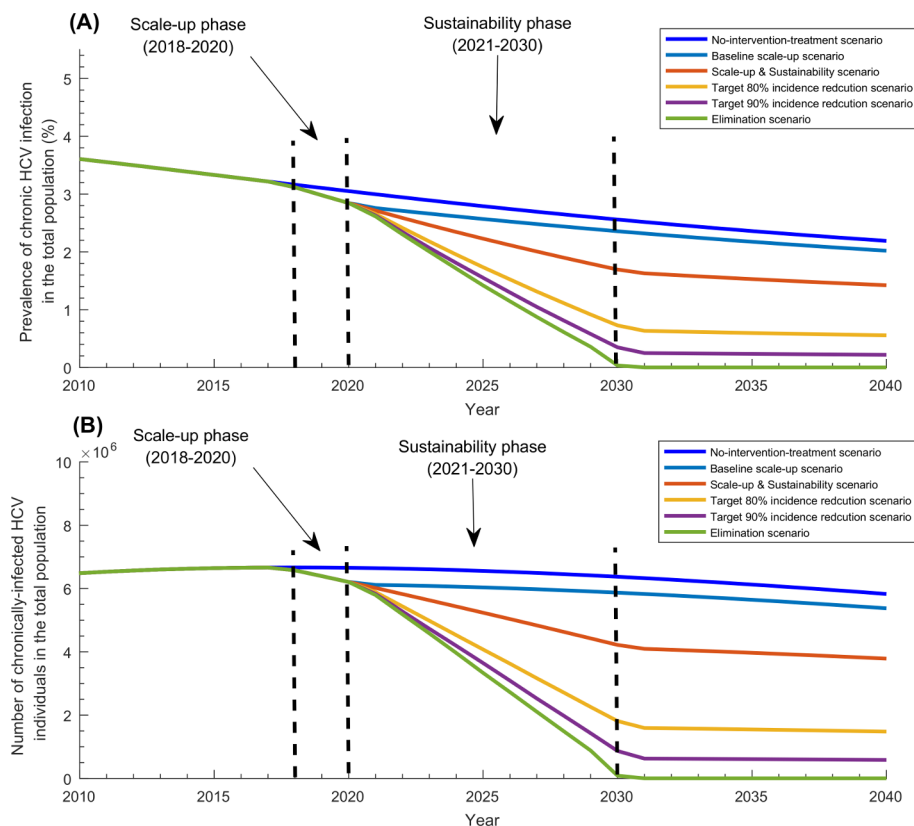 (A)
Scale-up phase
(2018-2020)
Sustainability phase
(2021-2030)
No-intervention-treatment scenario
Baseline scale-up scenario
Scale-up & Sustainability scenario
Target 80% incidence redcution scenario
Target 90% incidence redcution scenario
Elimination scenario
Prevalence of chronic HCV infection
in the total population (%)
5
4
3
2
1
0
2010 2015 2020 2025 2030 2035 2040
Year
(B)
Scale-up phase
(2018-2020)
Sustainability phase
(2021-2030)
No-intervention-treatment scenario
Baseline scale-up scenario
Scale-up & Sustainability scenario
Target 80% incidence redcution scenario
Target 90% incidence redcution scenario
Elimination scenario
Number of chronically-infected HCV
individuals in the total population
× 10⁶
10
8
6
4
2
0
2010 2015 2020 2025 2030 2035 2040
Year